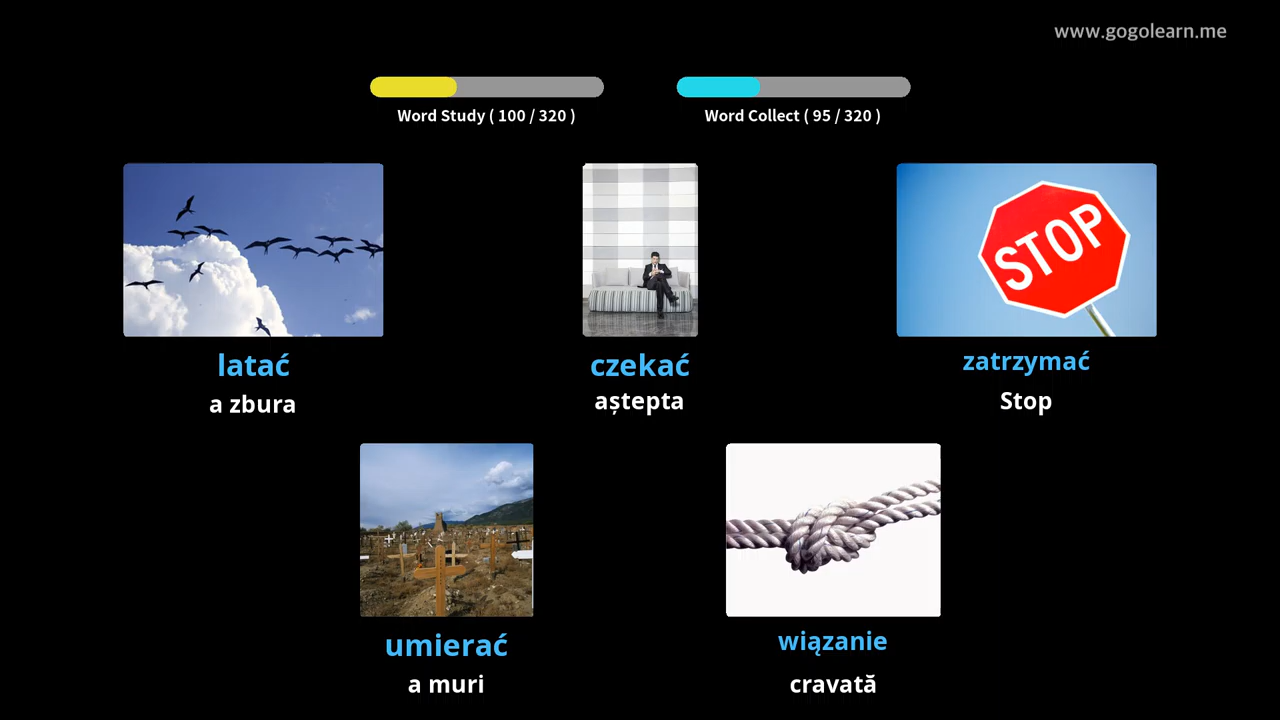 www.gogolearn.me
Word Study ( 100 / 320 )
Word Collect ( 95 / 320 )
STOP
latać
czekać
zatrzymać
a zbura
aștepta
Stop
umierać
wiązanie
a muri
cravată